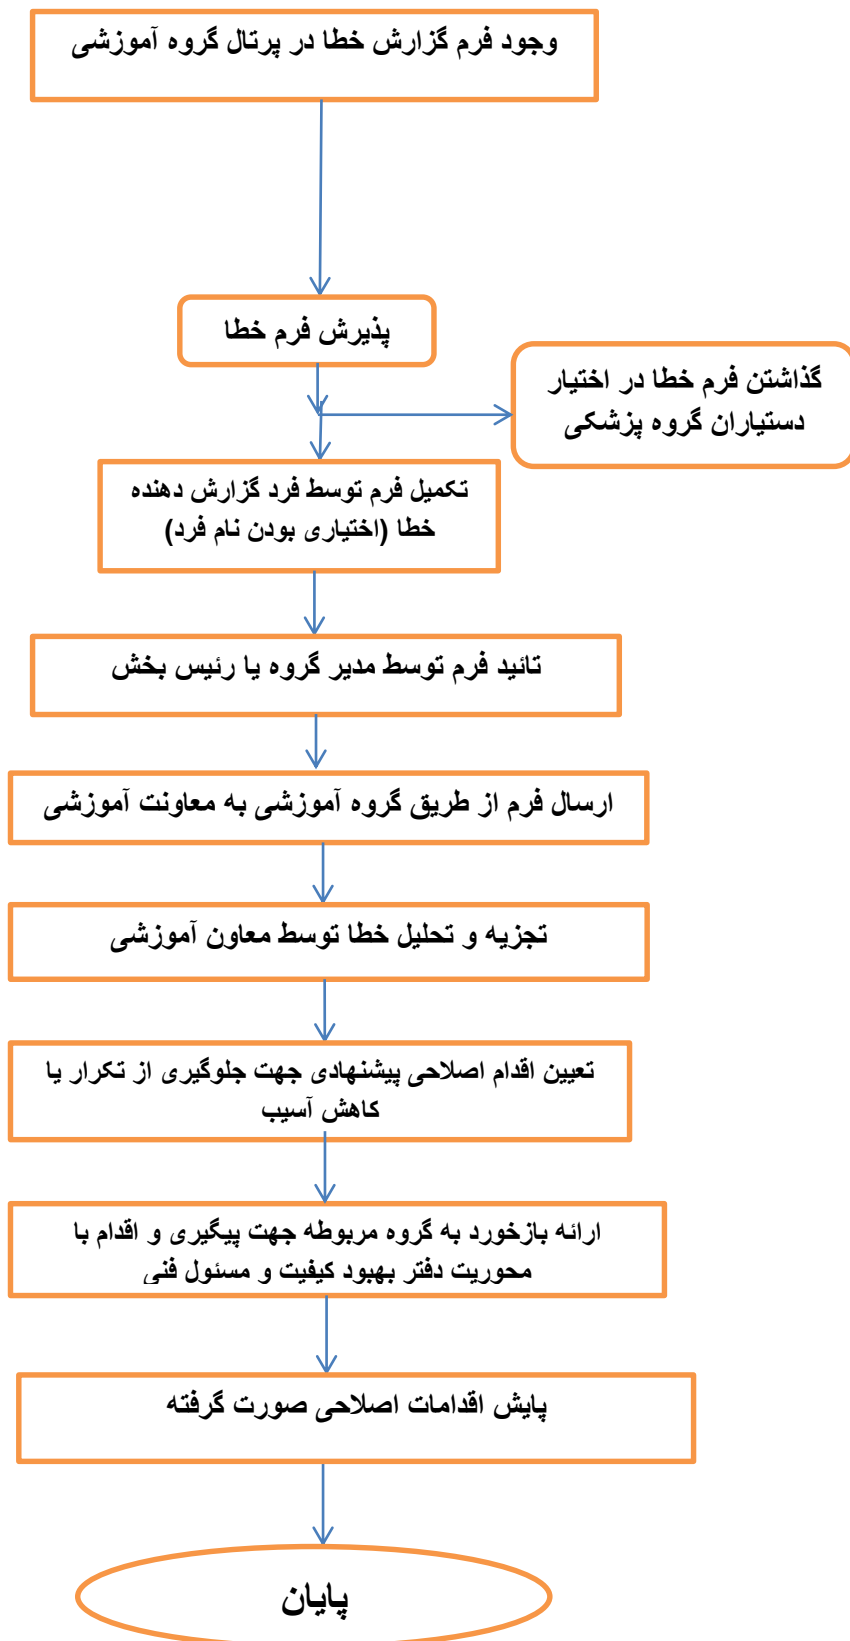 وجود فرم گزارش خطا در پرتال گروه آموزشی
پذیرش فرم خطا
گذاشتن فرم خطا در اختیار
دستیاران گروه پزشکی
تکمیل فرم توسط فرد گزارش دهنده
خطا (اختیاری بودن نام فرد)
تائید فرم توسط مدیر گروه یا رئیس بخش
ارسال فرم از طریق گروه آموزشی به معاونت آموزشی
تجزیه و تحلیل خطا توسط معاون آموزشی
تعیین اقدام اصلاحی پیشنهادی جهت جلوگیری از تکرار یا
کاهش آسیب
ارائه بازخورد به گروه مربوطه جهت پیگیری و اقدام با
محوریت دفتر بهبود کیفیت و مسئول فنی
پایش اقدامات اصلاحی صورت گرفته
پایان